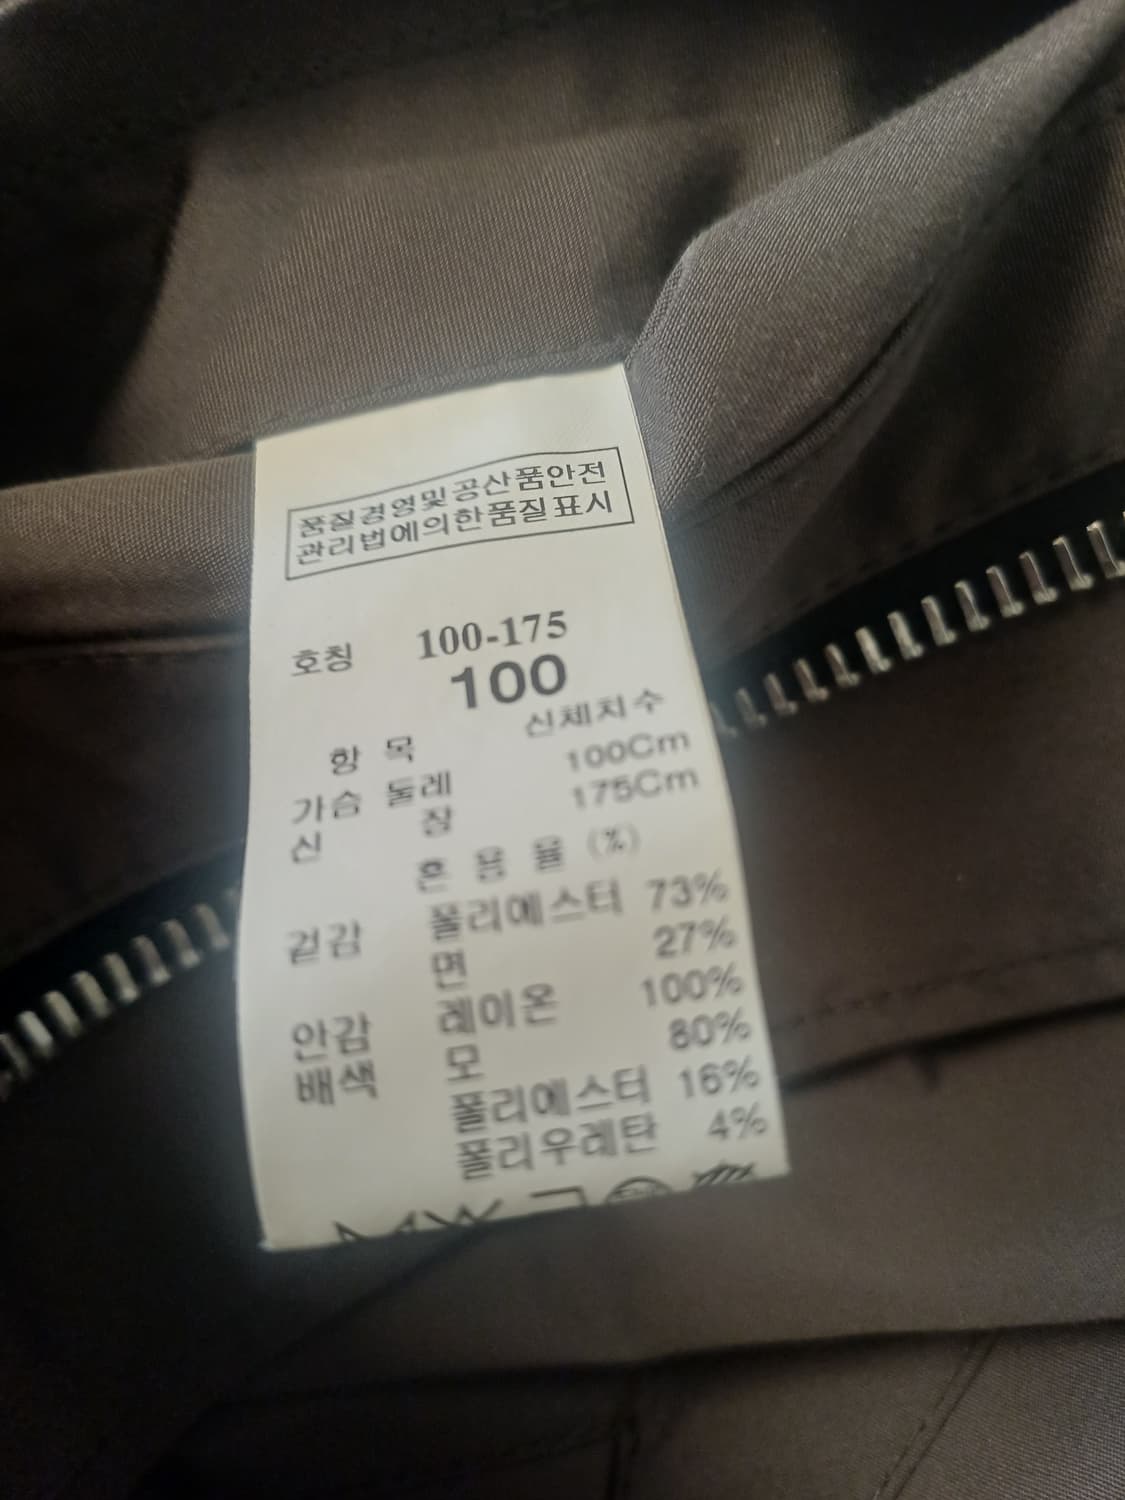 품질경영및공산품안전
관리법에의한품질표시
호칭 100-175
100
항 목 신체치수
가슴 둘레 100Cm
신 장 175Cm
혼 용 율 (%)
겉감 폴리에스터 73%
면 27%
안감 레이온 100%
배색 모 80%
폴리에스터 16%
폴리우레탄 4%